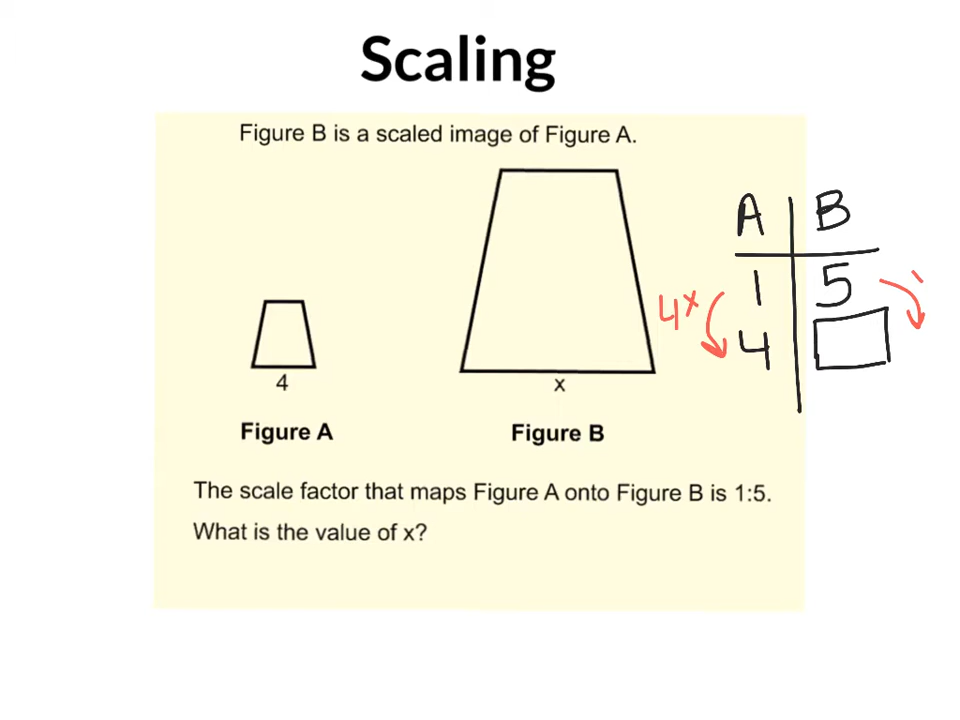 Scaling
Figure B is a scaled image of Figure A.
A B
1 5
4x
4
4
x
Figure A
Figure B
The scale factor that maps Figure A onto Figure B is 1:5.
What is the value of x?